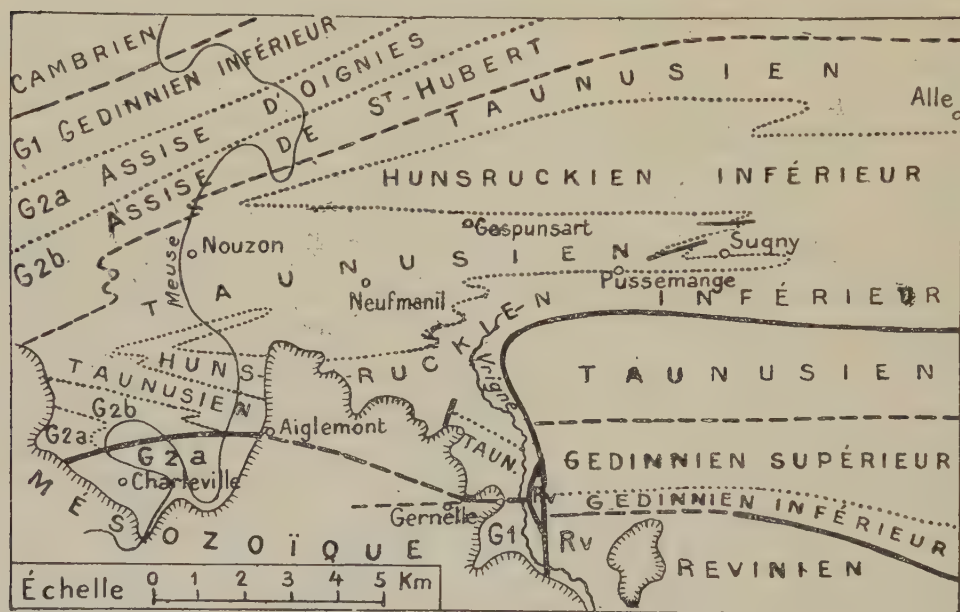 CAMBRIEN
G1 GEDINNIEN INFÉRIEUR
G2a ASSISE D'OIGNIES
G2b ASSISE DE ST-HUBERT
TAUNUSIEN
Alle
HUNSRUCKIEN INFÉRIEUR
Gespunsart
Sugny
Pussemange
Nouzon
Meuse
Neufmanil
TAUNUSIEN
HUNSRUCKIEN INFÉRIEUR
Vrigne
TAUNUSIEN
TAUNUSIEN
G2b
G2a
G2a
Aiglemont
Charleville
TAUN.
GEDINNIEN SUPÉRIEUR
GEDINNIEN INFÉRIEUR
Rv
Gernelle
G1
Rv
REVINIEN
MÉSOZOÏQUE
Échelle 0 1 2 3 4 5 Km